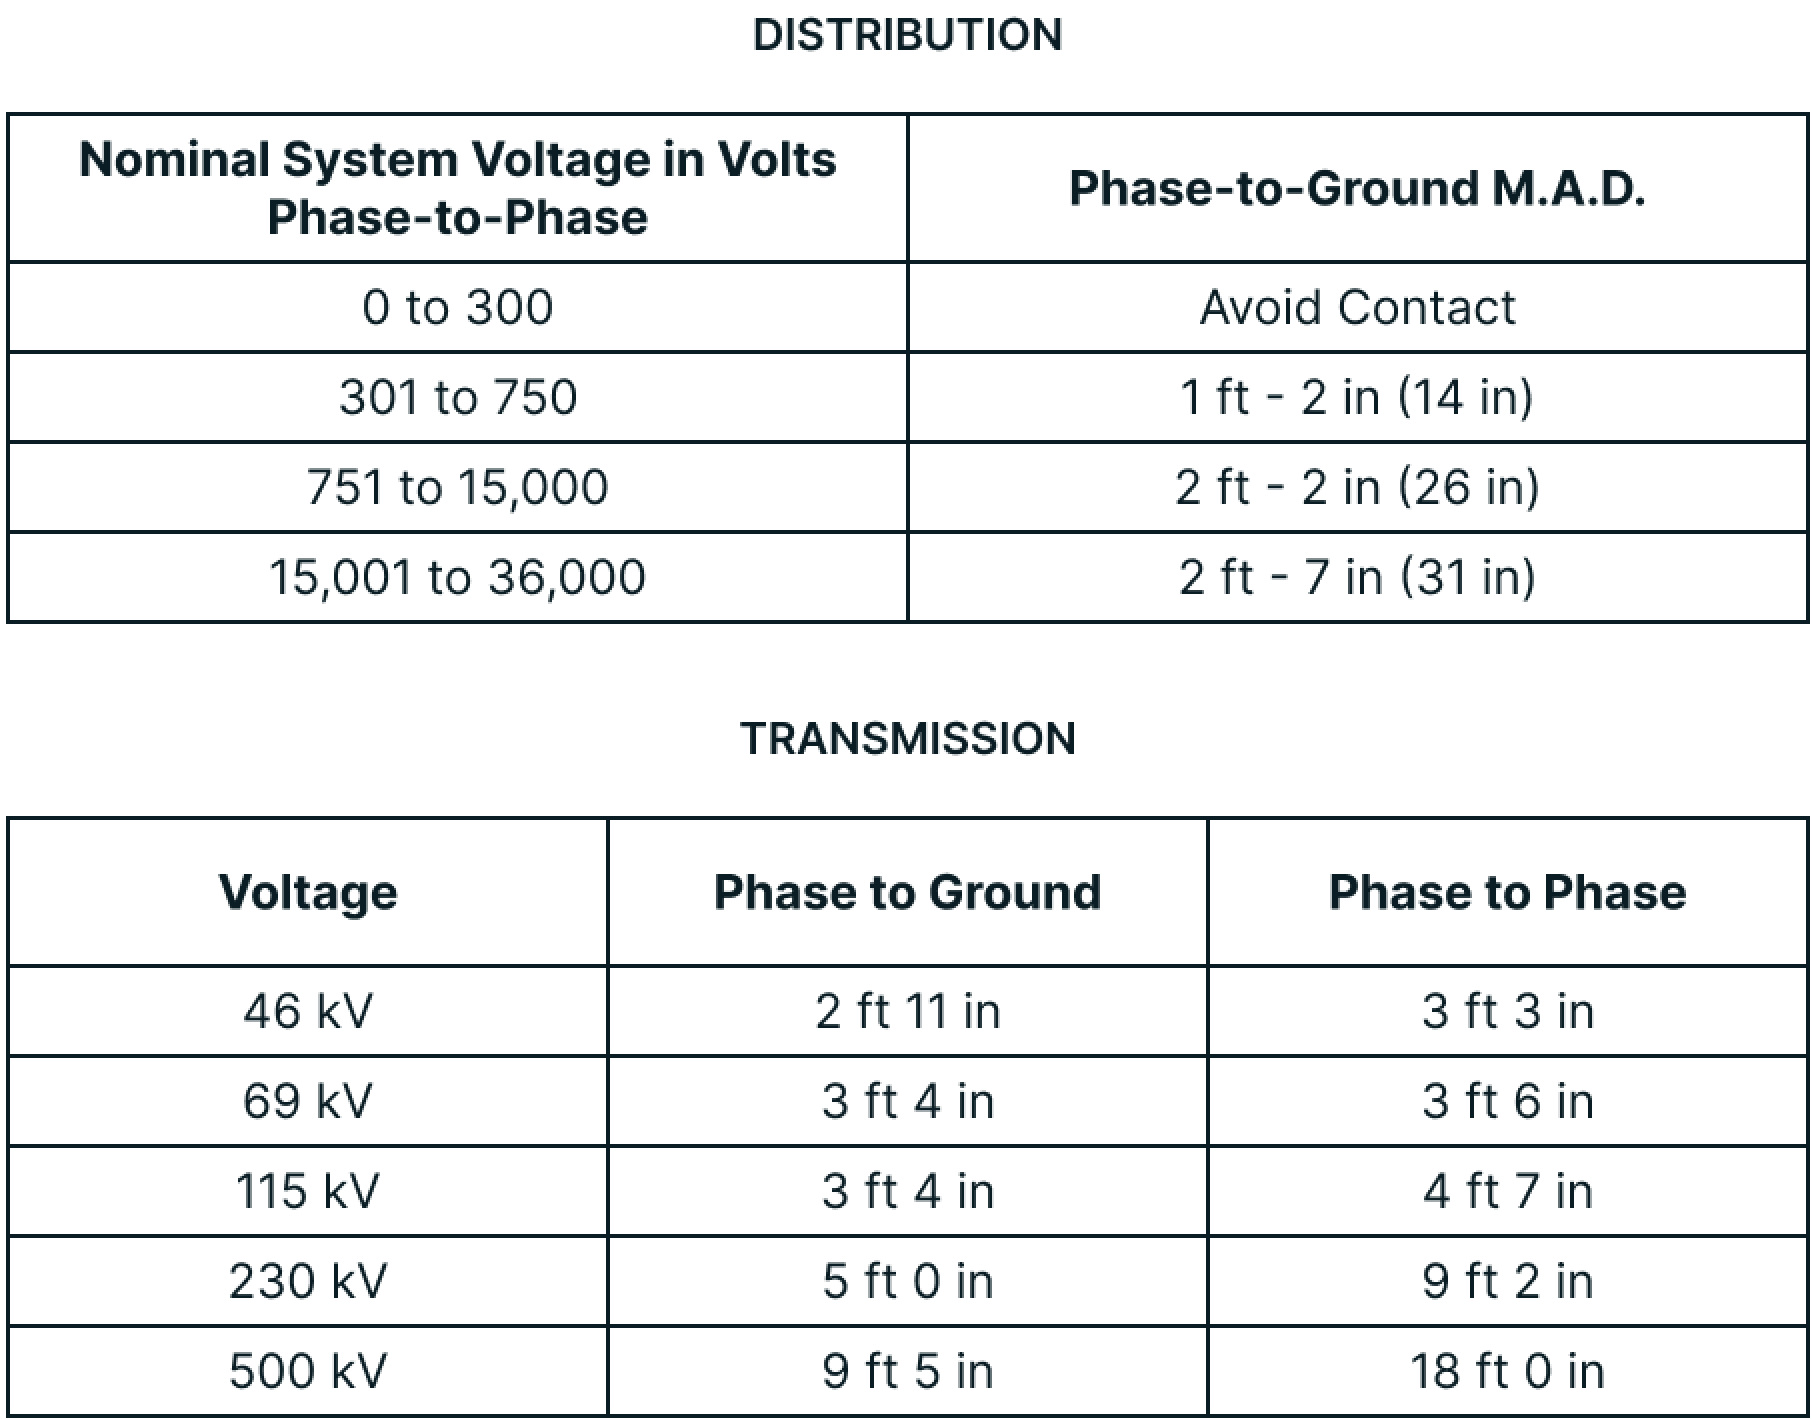 DISTRIBUTION
Nominal System Voltage in Volts
Phase-to-Phase
Phase-to-Ground M.A.D.
0 to 300
Avoid Contact
301 to 750
1 ft - 2 in (14 in)
751 to 15,000
2 ft - 2 in (26 in)
15,001 to 36,000
2 ft - 7 in (31 in)
TRANSMISSION
Voltage
Phase to Ground
Phase to Phase
46 kV
2 ft 11 in
3 ft 3 in
69 kV
3 ft 4 in
3 ft 6 in
115 kV
3 ft 4 in
4 ft 7 in
230 kV
5 ft 0 in
9 ft 2 in
500 kV
9 ft 5 in
18 ft 0 in